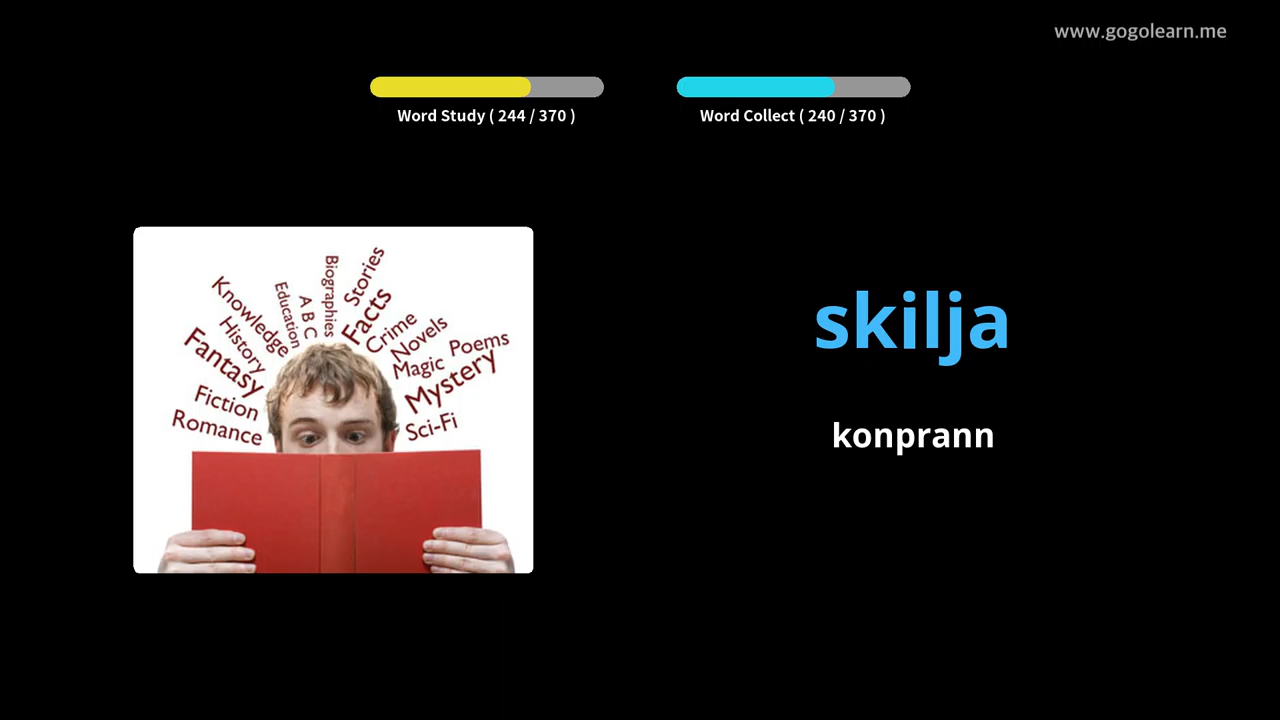 www.gogolearn.me
Word Study ( 244 / 370 )
Word Collect ( 240 / 370 )
Romance
Fiction
Fantasy
History
Knowledge
Education
A B C
Biographies
Stories
Facts
Crime
Novels
Magic
Poems
Mystery
Sci-Fi
skilja
konprann